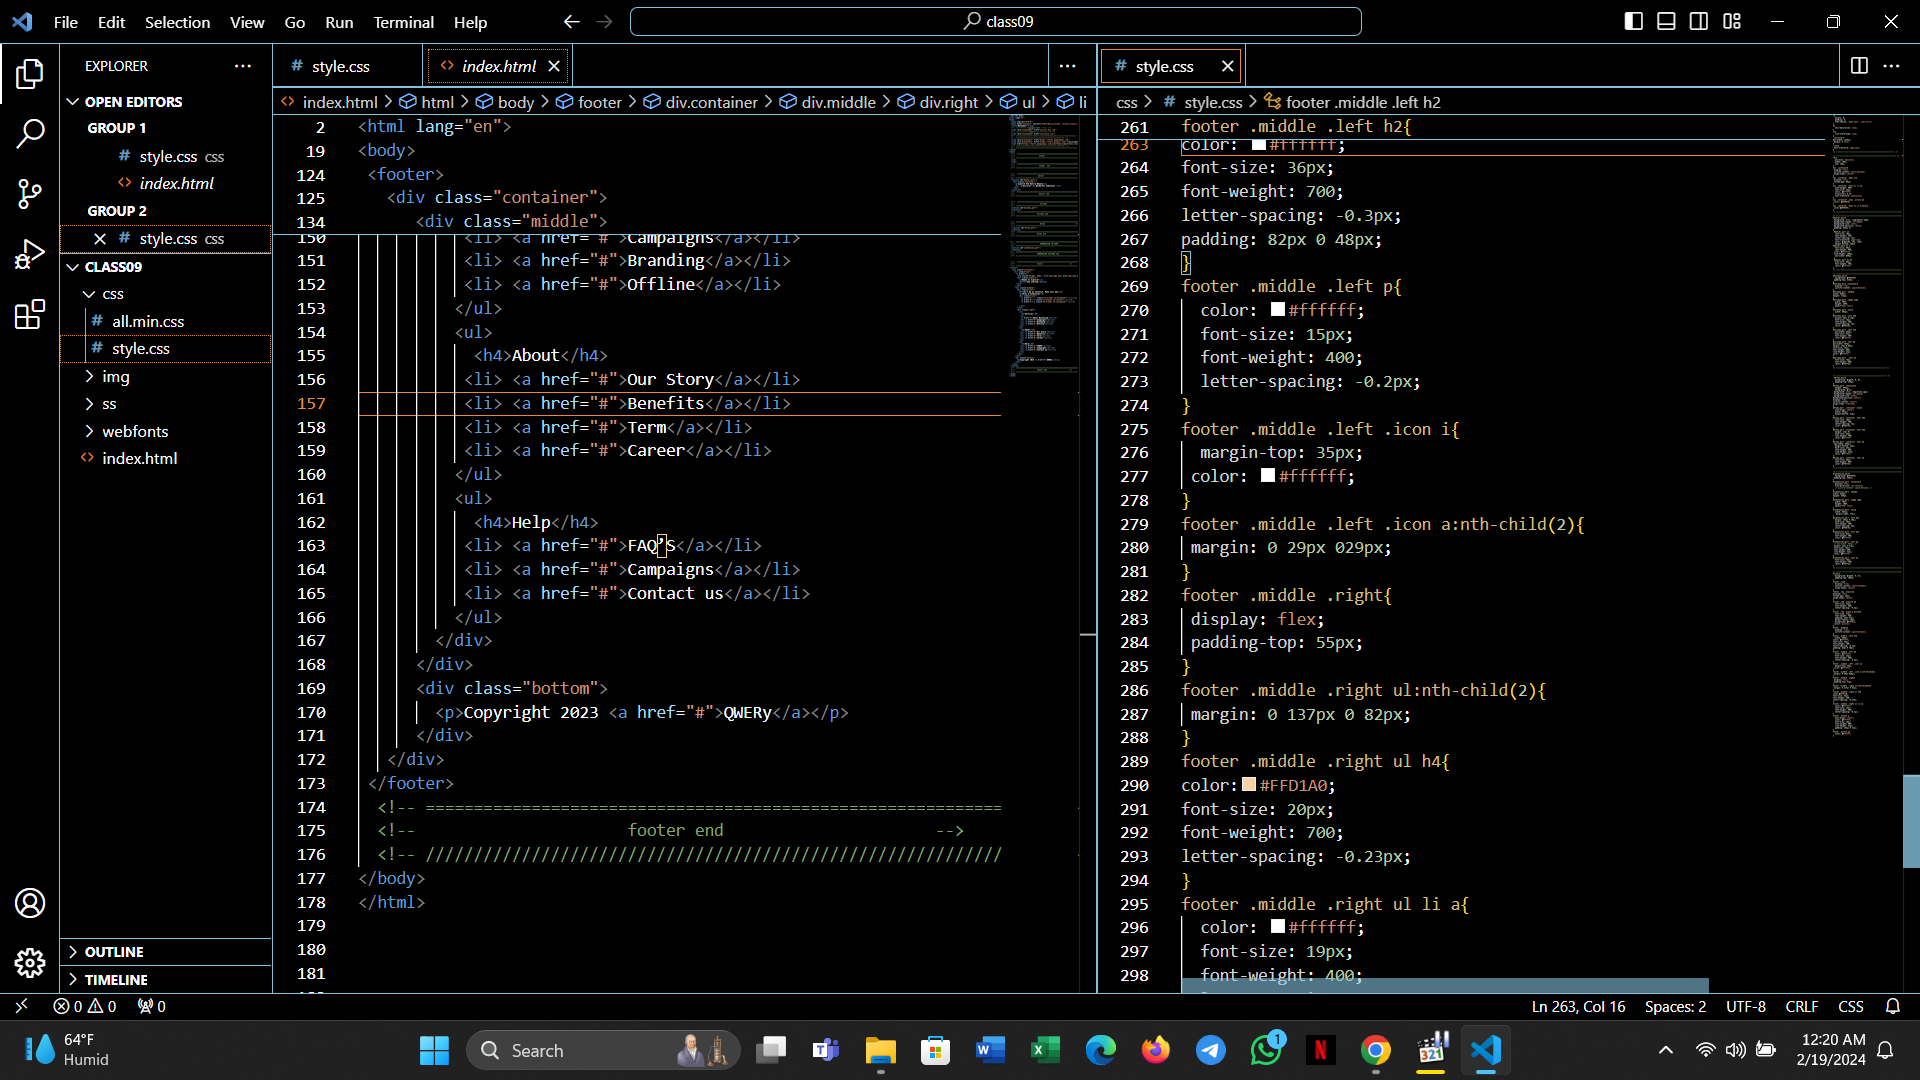 File Edit Selection View Go Run Terminal Help
class09
EXPLORER
OPEN EDITORS
GROUP 1
# style.css css
<> index.html
GROUP 2
# style.css css
CLASS09
css
# all.min.css
# style.css
img
ss
webfonts
<> index.html
OUTLINE
TIMELINE
# style.css
<> index.html
<> index.html > html > body > footer > div.container > div.middle > div.right > ul > li
2 <html lang="en">
19 <body>
124 <footer>
125 <div class="container">
134 <div class="middle">
150 <li> <a href="#">Campaigns</a></li>
151 <li> <a href="#">Branding</a></li>
152 <li> <a href="#">Offline</a></li>
153 </ul>
154 <ul>
155 <h4>About</h4>
156 <li> <a href="#">Our Story</a></li>
157 <li> <a href="#">Benefits</a></li>
158 <li> <a href="#">Term</a></li>
159 <li> <a href="#">Career</a></li>
160 </ul>
161 <ul>
162 <h4>Help</h4>
163 <li> <a href="#">FAQ’S</a></li>
164 <li> <a href="#">Campaigns</a></li>
165 <li> <a href="#">Contact us</a></li>
166 </ul>
167 </div>
168 </div>
169 <div class="bottom">
170 <p>Copyright 2023 <a href="#">QWERy</a></p>
171 </div>
172 </div>
173 </footer>
174 <!-- ============================================================
175 <!-- footer end -->
176 <!-- ////////////////////////////////////////////////////////////
177 </body>
178 </html>
179
180
181
# style.css
css > # style.css > footer .middle .left h2
261 footer .middle .left h2{
263 color: #ffffff;
264 font-size: 36px;
265 font-weight: 700;
266 letter-spacing: -0.3px;
267 padding: 82px 0 48px;
268 }
269 footer .middle .left p{
270 color: #ffffff;
271 font-size: 15px;
272 font-weight: 400;
273 letter-spacing: -0.2px;
274 }
275 footer .middle .left .icon i{
276 margin-top: 35px;
277 color: #ffffff;
278 }
279 footer .middle .left .icon a:nth-child(2){
280 margin: 0 29px 029px;
281 }
282 footer .middle .right{
283 display: flex;
284 padding-top: 55px;
285 }
286 footer .middle .right ul:nth-child(2){
287 margin: 0 137px 0 82px;
288 }
289 footer .middle .right ul h4{
290 color: #FFD1A0;
291 font-size: 20px;
292 font-weight: 700;
293 letter-spacing: -0.23px;
294 }
295 footer .middle .right ul li a{
296 color: #ffffff;
297 font-size: 19px;
298 font-weight: 400;
0 0 0
Ln 263, Col 16 Spaces: 2 UTF-8 CRLF CSS
64°F
Humid
Search
1
321
12:20 AM
2/19/2024